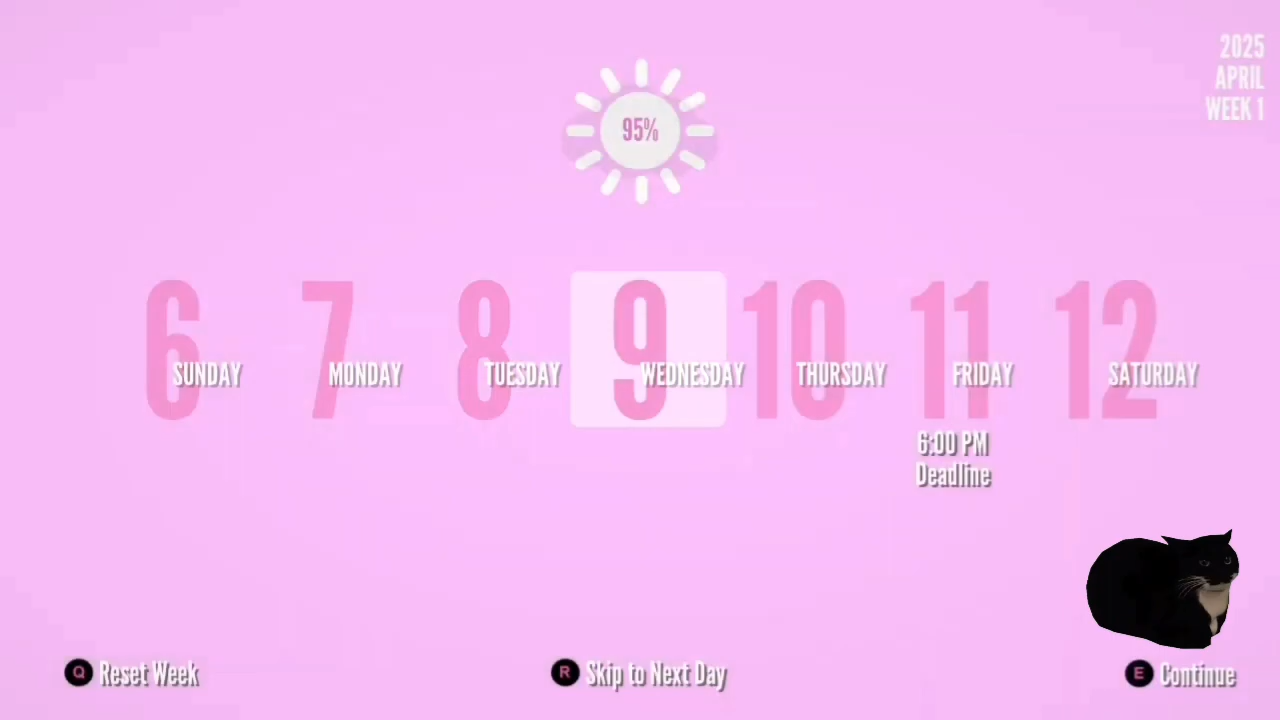 2025
APRIL
WEEK 1
95%
6 7 8 9 10 11 12
SUNDAY MONDAY TUESDAY WEDNESDAY THURSDAY FRIDAY SATURDAY
6:00 PM
Deadline
Q Reset Week R Skip to Next Day E Continue